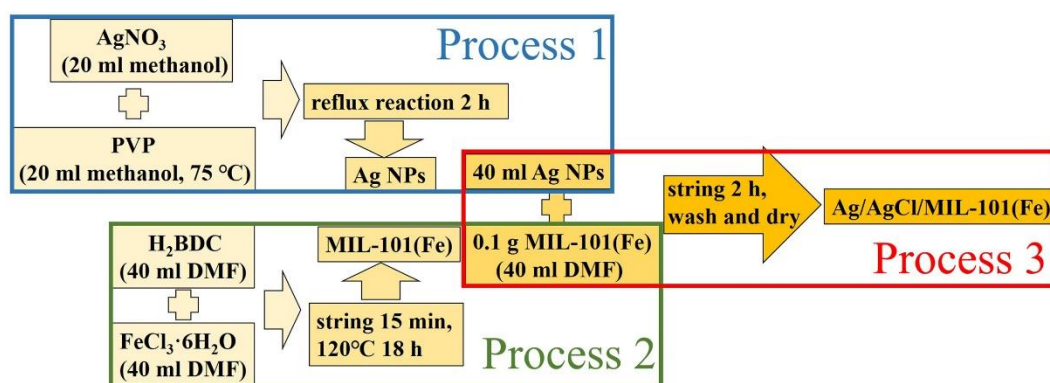 Process 1
AgNO₃
(20 ml methanol)
PVP
(20 ml methanol, 75 ℃)
reflux reaction 2 h
Ag NPs
40 ml Ag NPs
H₂BDC
(40 ml DMF)
FeCl₃·6H₂O
(40 ml DMF)
string 15 min,
120℃ 18 h
MIL-101(Fe)
0.1 g MIL-101(Fe)
(40 ml DMF)
Process 2
string 2 h,
wash and dry
Ag/AgCl/MIL-101(Fe)
Process 3